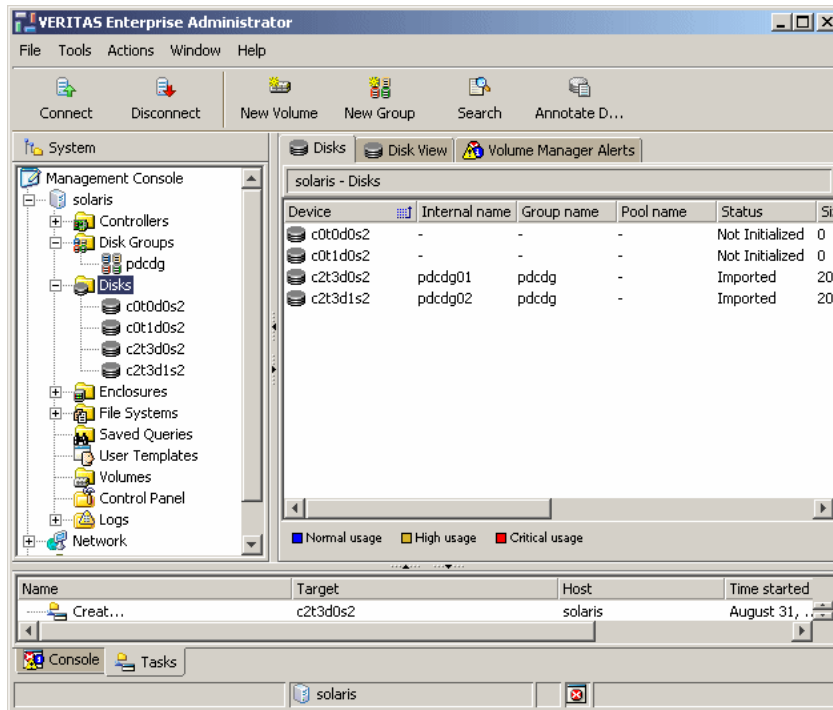 VERITAS Enterprise Administrator
File Tools Actions Window Help
Connect Disconnect New Volume New Group Search Annotate D...
System
Management Console
solaris
Controllers
Disk Groups
pdcdg
Disks
c0t0d0s2
c0t1d0s2
c2t3d0s2
c2t3d1s2
Enclosures
File Systems
Saved Queries
User Templates
Volumes
Control Panel
Logs
Network
Disks Disk View Volume Manager Alerts
solaris - Disks
Device Internal name Group name Pool name Status Si
c0t0d0s2 - - - Not Initialized 0
c0t1d0s2 - - - Not Initialized 0
c2t3d0s2 pdcdg01 pdcdg - Imported 20
c2t3d1s2 pdcdg02 pdcdg - Imported 20
Normal usage High usage Critical usage
Name Target Host Time started
Creat... c2t3d0s2 solaris August 31, ...
Console Tasks
solaris